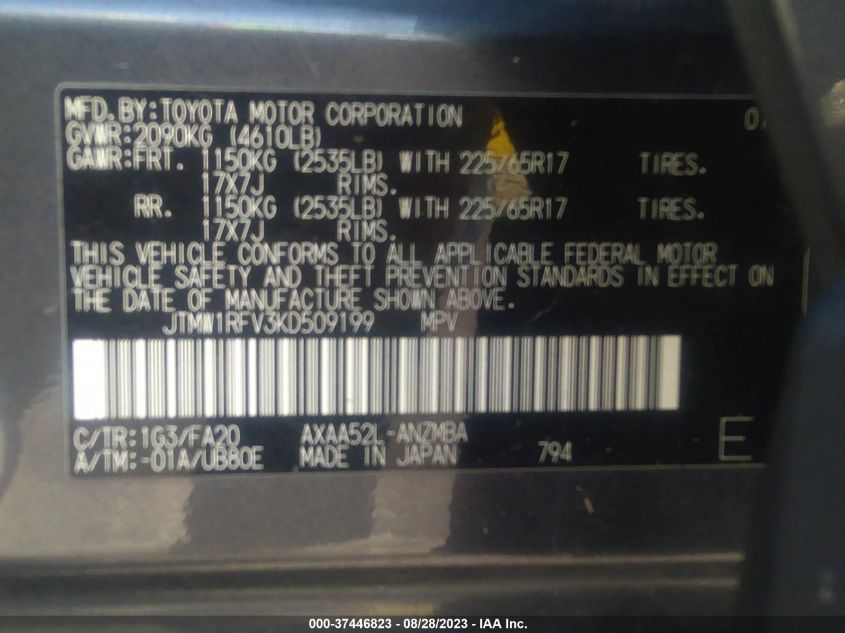 MFD.BY:TOYOTA MOTOR CORPORATION
GVWR:2090KG (4610LB)
GAWR:FRT. 1150KG (2535LB) WITH 225/65R17 TIRES.
17X7J RIMS.
RR. 1150KG (2535LB) WITH 225/65R17 TIRES.
17X7J RIMS.
THIS VEHICLE CONFORMS TO ALL APPLICABLE FEDERAL MOTOR
VEHICLE SAFETY AND THEFT PREVENTION STANDARDS IN EFFECT ON
THE DATE OF MANUFACTURE SHOWN ABOVE.
JTMW1RFV3KD509199 MPV
C/TR:1G3/FA20 AXAA52L-ANZMBA
A/TM:-01A/UB80E MADE IN JAPAN 794 E
000-37446823 - 08/28/2023 - IAA Inc.